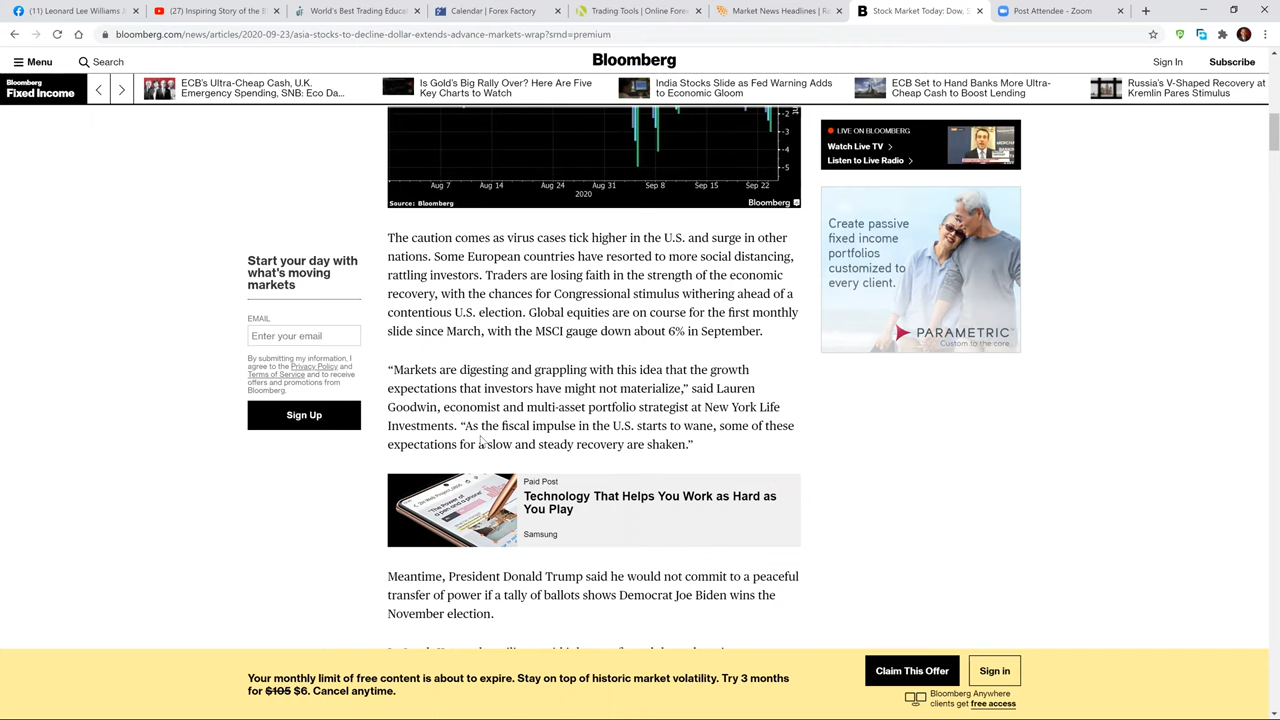 (1) Leonard Lee Williams
(27) Inspiring Story of the
World's Best Trading Educ
Calendar | Forex Factory
Trading Tools | Online Fore
Market News Headlines | R
Stock Market Today: Dow, S
Post Attendee - Zoom
bloomberg.com/news/articles/2020-09-23/asia-stocks-to-decline-dollar-extends-advance-markets-wrap?srnd=premium
Menu
Search
Bloomberg
Sign In
Subscribe
Bloomberg
Fixed Income
ECB's Ultra-Cheap Cash, U.K.
Emergency Spending, SNB: Eco Da...
Is Gold's Big Rally Over? Here Are Five
Key Charts to Watch
India Stocks Slide as Fed Warning Adds
to Economic Gloom
ECB Set to Hand Banks More Ultra-
Cheap Cash to Boost Lending
Russia's V-Shaped Recovery at
Kremlin Pares Stimulus
-2
-3
-4
-5
Aug 7
Aug 14
Aug 24
Aug 31
Sep 8
Sep 15
Sep 22
2020
Source: Bloomberg
Bloomberg
LIVE ON BLOOMBERG
Watch Live TV
Listen to Live Radio
Create passive
fixed income
portfolios
customized to
every client.
PARAMETRIC
Custom to the core
Start your day with
what's moving
markets
EMAIL
Enter your email
By submitting my information, I
agree to the Privacy Policy and
Terms of Service and to receive
offers and promotions from
Bloomberg.
Sign Up
The caution comes as virus cases tick higher in the U.S. and surge in other
nations. Some European countries have resorted to more social distancing,
rattling investors. Traders are losing faith in the strength of the economic
recovery, with the chances for Congressional stimulus withering ahead of a
contentious U.S. election. Global equities are on course for the first monthly
slide since March, with the MSCI gauge down about 6% in September.
“Markets are digesting and grappling with this idea that the growth
expectations that investors have might not materialize,” said Lauren
Goodwin, economist and multi-asset portfolio strategist at New York Life
Investments. “As the fiscal impulse in the U.S. starts to wane, some of these
expectations for a slow and steady recovery are shaken.”
Paid Post
Technology That Helps You Work as Hard as
You Play
Samsung
Meantime, President Donald Trump said he would not commit to a peaceful
transfer of power if a tally of ballots shows Democrat Joe Biden wins the
November election.
Your monthly limit of free content is about to expire. Stay on top of historic market volatility. Try 3 months
for $105 $6. Cancel anytime.
Claim This Offer
Sign in
Bloomberg Anywhere
clients get free access